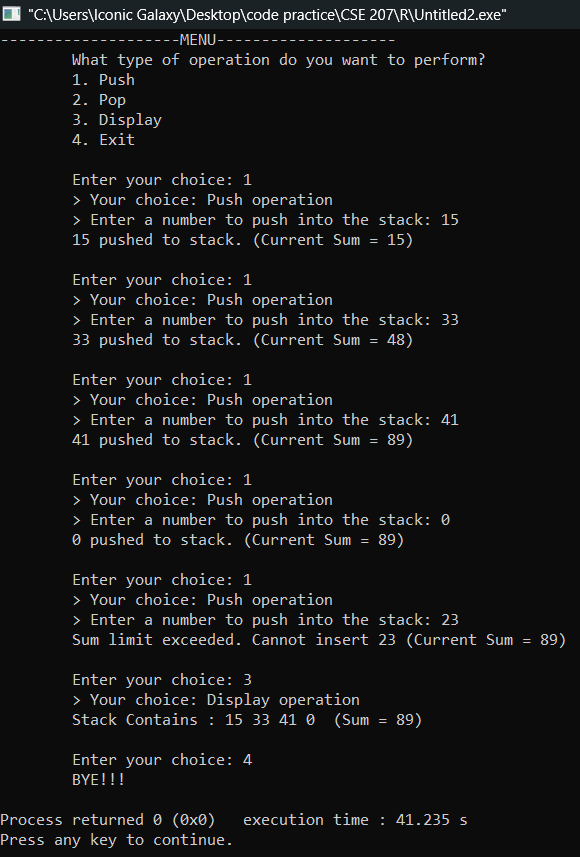 "C:\Users\Iconic Galaxy\Desktop\code practice\CSE 207\R\Untitled2.exe"
--------------------MENU--------------------
What type of operation do you want to perform?
1. Push
2. Pop
3. Display
4. Exit
Enter your choice: 1
> Your choice: Push operation
> Enter a number to push into the stack: 15
15 pushed to stack. (Current Sum = 15)
Enter your choice: 1
> Your choice: Push operation
> Enter a number to push into the stack: 33
33 pushed to stack. (Current Sum = 48)
Enter your choice: 1
> Your choice: Push operation
> Enter a number to push into the stack: 41
41 pushed to stack. (Current Sum = 89)
Enter your choice: 1
> Your choice: Push operation
> Enter a number to push into the stack: 0
0 pushed to stack. (Current Sum = 89)
Enter your choice: 1
> Your choice: Push operation
> Enter a number to push into the stack: 23
Sum limit exceeded. Cannot insert 23 (Current Sum = 89)
Enter your choice: 3
> Your choice: Display operation
Stack Contains : 15 33 41 0  (Sum = 89)
Enter your choice: 4
BYE!!!
Process returned 0 (0x0)   execution time : 41.235 s
Press any key to continue.